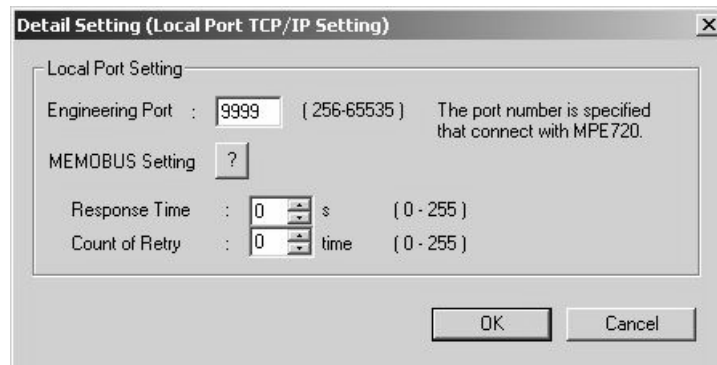 Detail Setting (Local Port TCP/IP Setting)
Local Port Setting
Engineering Port : 9999 ( 256-65535 ) The port number is specified
that connect with MPE720.
MEMOBUS Setting ?
Response Time : 0 s ( 0 - 255 )
Count of Retry : 0 time ( 0 - 255 )
OK Cancel